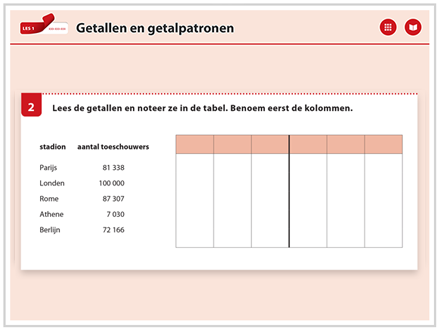 LES 1
Getallen en getalpatronen
2 Lees de getallen en noteer ze in de tabel. Benoem eerst de kolommen.
stadion aantal toeschouwers
Parijs 81 338
Londen 100 000
Rome 87 307
Athene 7 030
Berlijn 72 166